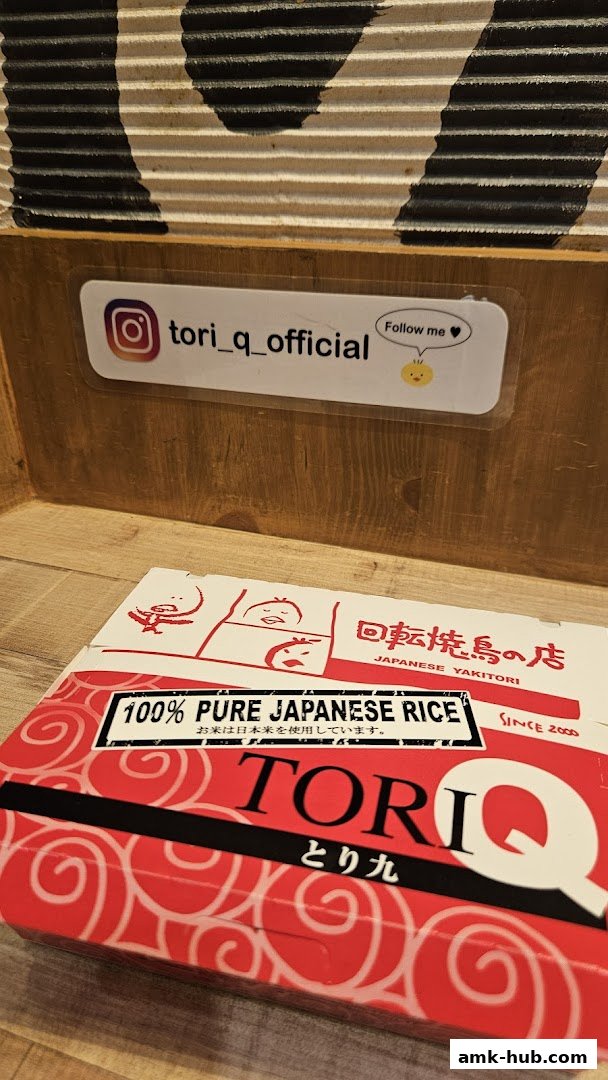 tori_q_official
Follow me ♥
回転焼鳥の店
JAPANESE YAKITORI
SINCE 2000
100% PURE JAPANESE RICE
お米は日本米を使用しています。
TORIQ
とり九
amk-hub.com